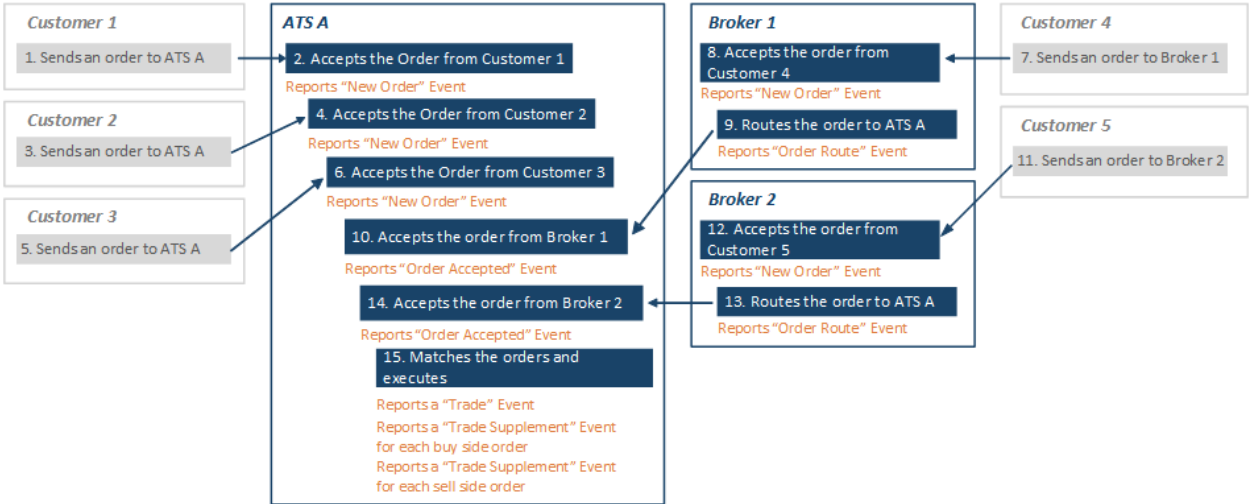 Customer 1
1. Sends an order to ATS A
Customer 2
3. Sends an order to ATS A
Customer 3
5. Sends an order to ATS A
ATS A
2. Accepts the Order from Customer 1
Reports “New Order” Event
4. Accepts the Order from Customer 2
Reports “New Order” Event
6. Accepts the Order from Customer 3
Reports “New Order” Event
10. Accepts the order from Broker 1
Reports “Order Accepted” Event
14. Accepts the order from Broker 2
Reports “Order Accepted” Event
15. Matches the orders and
executes
Reports a “Trade” Event
Reports a “Trade Supplement” Event
for each buy side order
Reports a “Trade Supplement” Event
for each sell side order
Broker 1
8. Accepts the order from
Customer 4
Reports “New Order” Event
9. Routes the order to ATS A
Reports “Order Route” Event
Broker 2
12. Accepts the order from
Customer 5
Reports “New Order” Event
13. Routes the order to ATS A
Reports “Order Route” Event
Customer 4
7. Sends an order to Broker 1
Customer 5
11. Sends an order to Broker 2